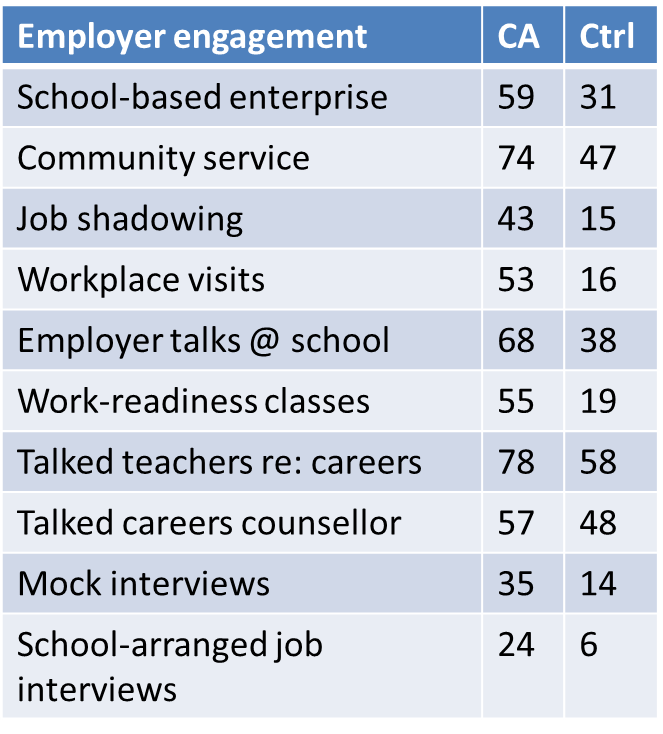 Employer engagement CA Ctrl
School-based enterprise 59 31
Community service 74 47
Job shadowing 43 15
Workplace visits 53 16
Employer talks @ school 68 38
Work-readiness classes 55 19
Talked teachers re: careers 78 58
Talked careers counsellor 57 48
Mock interviews 35 14
School-arranged job 24 6
interviews